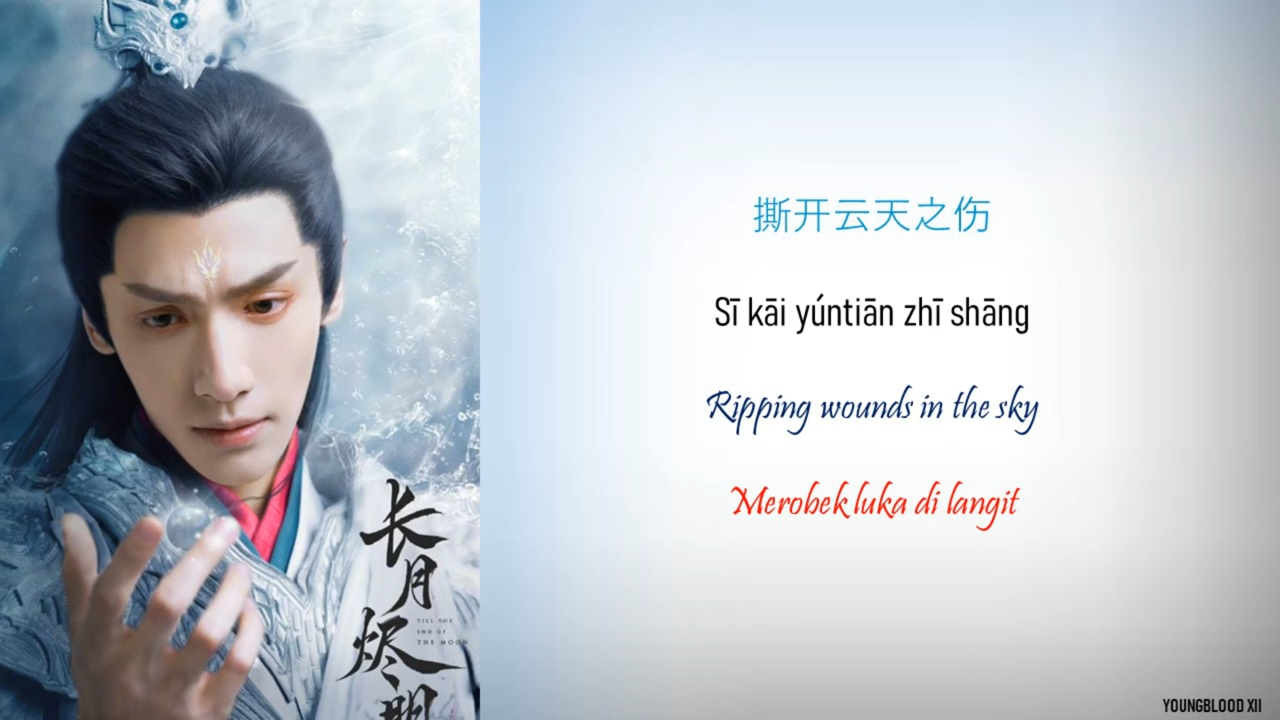 长
月
烬
明
TILL THE
END OF
THE MOON
撕开云天之伤
Sī kāi yúntiān zhī shāng
Ripping wounds in the sky
Merobek luka di langit
YOUNGBLOOD XII